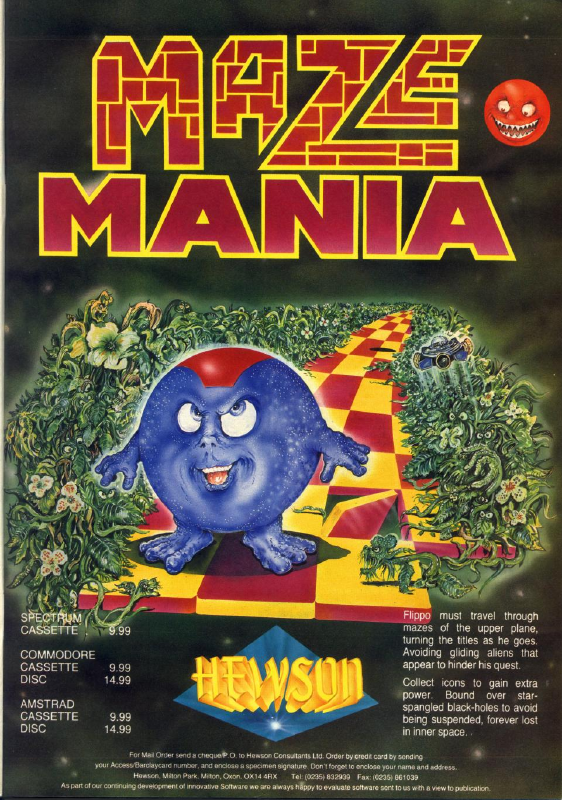 MAZE
MANIA
SPECTRUM
CASSETTE 9.99
COMMODORE
CASSETTE 9.99
DISC 14.99
AMSTRAD
CASSETTE 9.99
DISC 14.99
HEWSON
Flippo must travel through
mazes of the upper plane,
turning the titles as he goes.
Avoiding gliding aliens that
appear to hinder his quest.
Collect icons to gain extra
power. Bound over star-
spangled black-holes to avoid
being suspended, forever lost
in inner space.
For Mail Order send a cheque/P.O. to Hewson Consultants Ltd. Order by credit card by sending
your Access/Barclaycard number, and enclose a specimen signature. Don't forget to enclose your name and address.
Hewson, Milton Park, Milton, Oxon. OX14 4RX Tel: (0235) 832939 Fax: (0235) 861039
As part of our continuing development of innovative Software we are always happy to evaluate software sent to us with a view to publication.